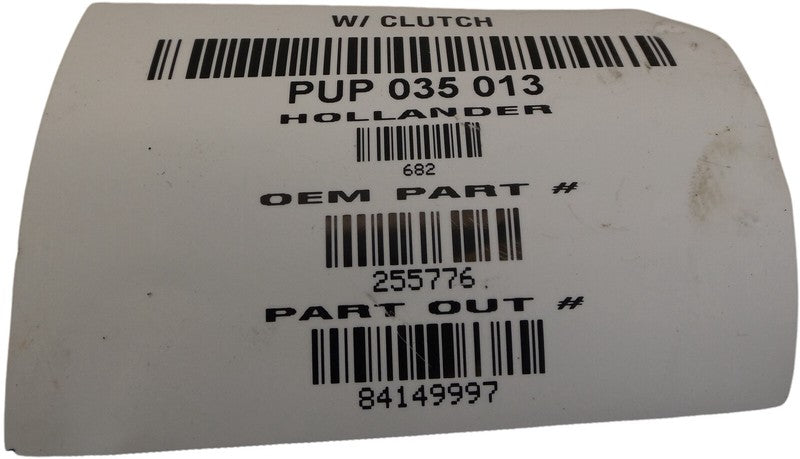 W/ CLUTCH
PUP 035 013
HOLLANDER
682
OEM PART #
255776
PART OUT #
84149997